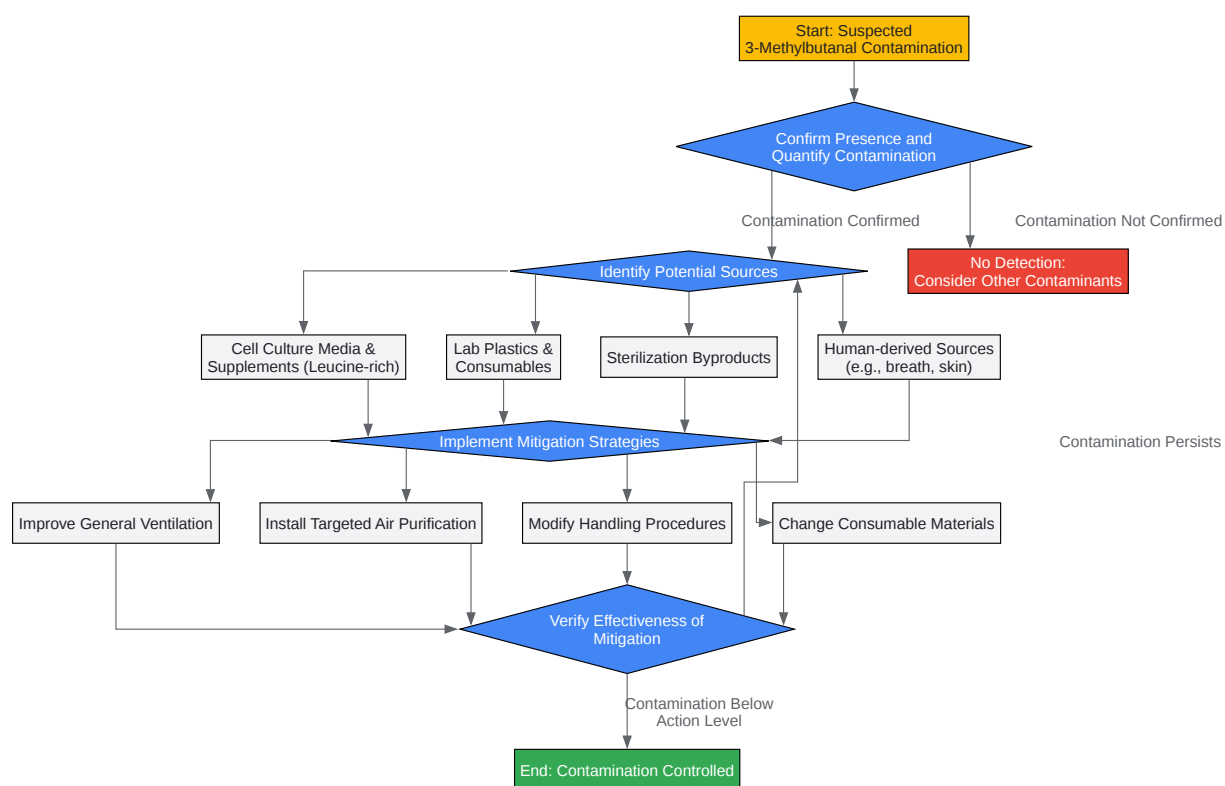 Start: Suspected
3-Methylbutanal Contamination
Confirm Presence and
Quantify Contamination
Contamination Confirmed
Contamination Not Confirmed
Identify Potential Sources
No Detection:
Consider Other Contaminants
Cell Culture Media &
Supplements (Leucine-rich)
Lab Plastics &
Consumables
Sterilization Byproducts
Human-derived Sources
(e.g., breath, skin)
Implement Mitigation Strategies
Contamination Persists
Improve General Ventilation
Install Targeted Air Purification
Modify Handling Procedures
Change Consumable Materials
Verify Effectiveness of
Mitigation
Contamination Below
Action Level
End: Contamination Controlled